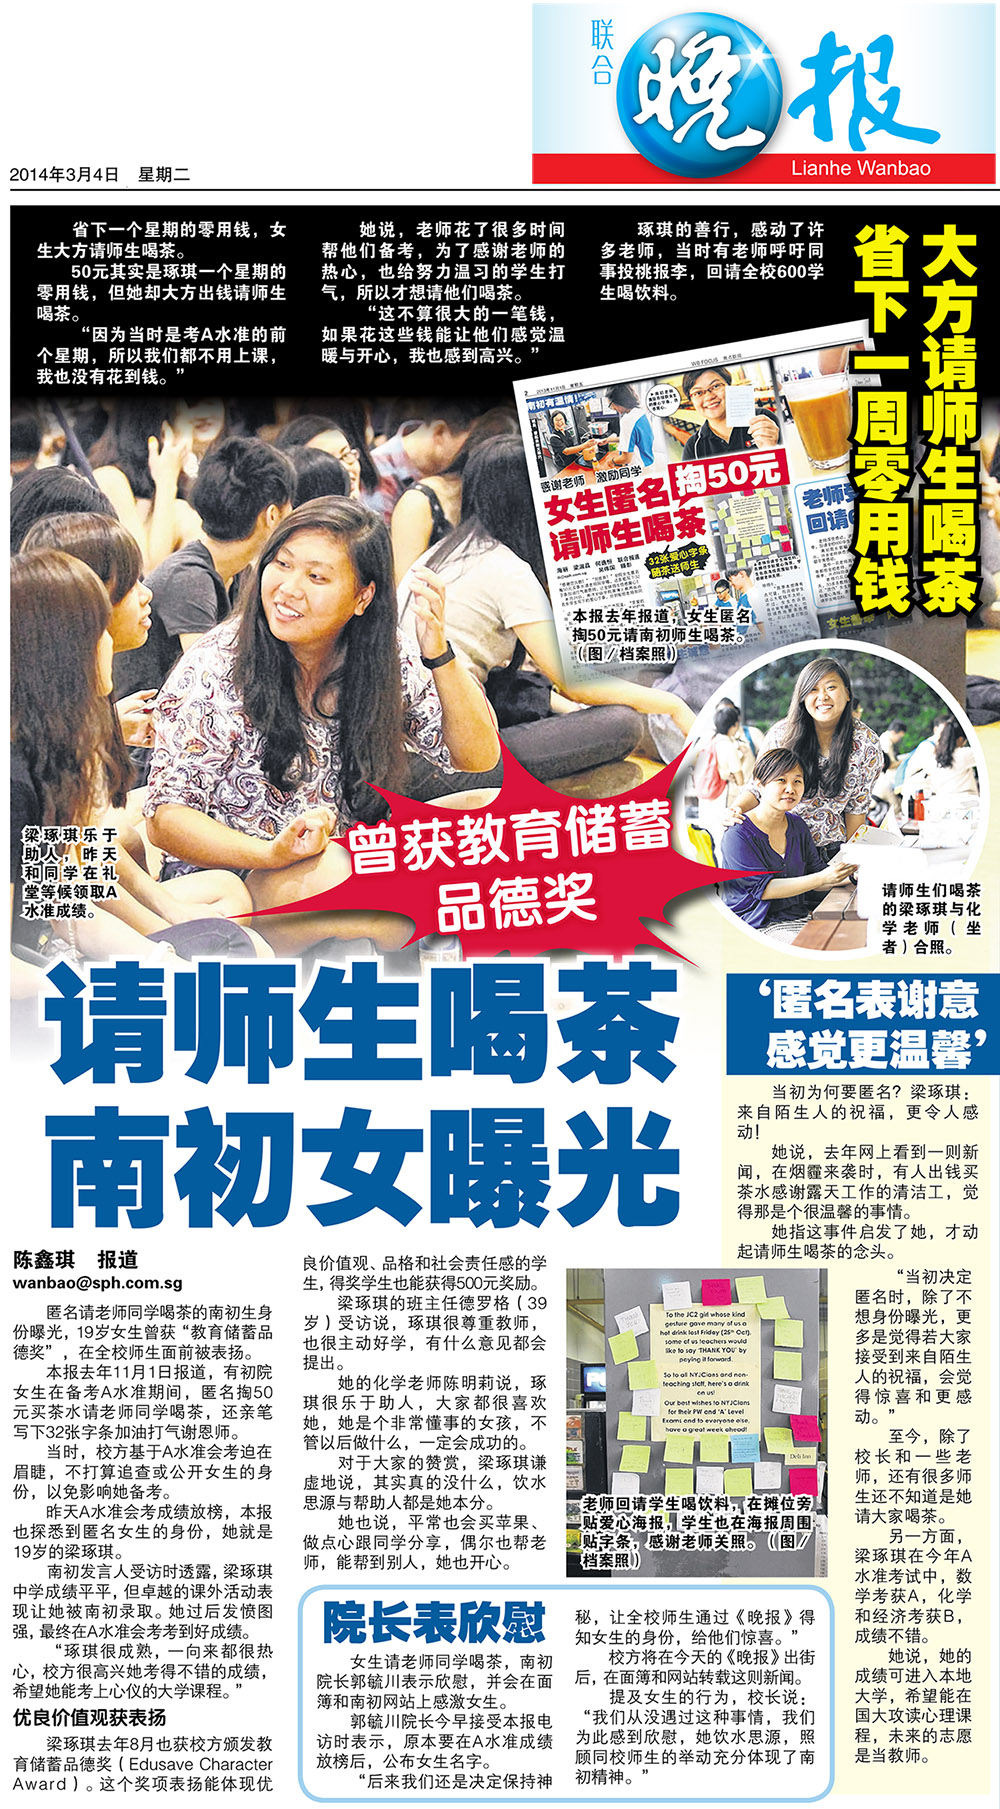 联合
晚报
Lianhe Wanbao
2014年3月4日 星期二
大方请师生喝茶
省下一周零用钱
省下一个星期的零用钱，女
生大方请师生喝茶。
50元其实是琢琪一个星期的
零用钱，但她却大方出钱请师生
喝茶。
“因为当时是考A水准的前
个星期，所以我们都不用上课，
我也没有花到钱。”
她说，老师花了很多时间
帮他们备考，为了感谢老师的
热心，也给努力温习的学生打
气，所以才想请他们喝茶。
“这不算很大的一笔钱，
如果花这些钱能让他们感觉温
暖与开心，我也感到高兴。”
琢琪的善行，感动了许
多老师，当时有老师呼吁同
事投桃报李，回请全校600学
生喝饮料。
南初有温情！
感谢老师 激励同学
女生匿名
掏50元
请师生喝茶
32张爱心字条
随茶送师生
本报去年报道，女生匿名
掏50元请南初师生喝茶。
（图／档案照）
梁琢琪乐于
助人，昨天
和同学在礼
堂等候领取A
水准成绩。
曾获教育储蓄
品德奖
请师生们喝茶
的梁琢琪与化
学老师（坐
者）合照。
请师生喝茶
南初女曝光
陈鑫琪 报道
wanbao@sph.com.sg
匿名请老师同学喝茶的南初生身
份曝光，19岁女生曾获“教育储蓄品
德奖”，在全校师生面前被表扬。
本报去年11月1日报道，有初院
女生在备考A水准期间，匿名掏50
元买茶水请老师同学喝茶，还亲笔
写下32张字条加油打气谢恩师。
当时，校方基于A水准会考迫在
眉睫，不打算追查或公开女生的身
份，以免影响她备考。
昨天A水准会考成绩放榜，本报
也探悉到匿名女生的身份，她就是
19岁的梁琢琪。
南初发言人受访时透露，梁琢琪
中学成绩平平，但卓越的课外活动表
现让她被南初录取。她过后发愤图
强，最终在A水准会考考到好成绩。
“琢琪很成熟，一向来都很热
心，校方很高兴她考得不错的成绩，
希望她能考上心仪的大学课程。”
优良价值观获表扬
梁琢琪去年8月也获校方颁发教
育储蓄品德奖（Edusave Character
Award）。这个奖项表扬能体现优
良价值观、品格和社会责任感的学
生，得奖学生也能获得500元奖励。
梁琢琪的班主任德罗格（39
岁）受访说，琢琪很尊重教师，
也很主动好学，有什么意见都会
提出。
她的化学老师陈明莉说，琢
琪很乐于助人，大家都很喜欢
她，她是个非常懂事的女孩，不
管以后做什么，一定会成功的。
对于大家的赞赏，梁琢琪谦
虚地说，其实真的没什么，饮水
思源与帮助人都是她本分。
她也说，平常也会买苹果、
做点心跟同学分享，偶尔也帮老
师，能帮到别人，她也开心。
To the JC2 girl whose kind
gesture gave many of us a
hot drink last Friday (25th Oct),
some of us teachers would
like to say 'THANK YOU' by
paying it forward.
So to all NYJCians and non-
teaching staff, here's a drink
on us!
Our best wishes to NYJCians
for their PW and 'A' Level
Exams and to everyone else,
have a great week ahead!
Deli Inn
老师回请学生喝饮料，在摊位旁
贴爱心海报，学生也在海报周围
贴字条，感谢老师关照。（图／
档案照）
院长表欣慰
女生请老师同学喝茶，南初
院长郭毓川表示欣慰，并会在面
簿和南初网站上感激女生。
郭毓川院长今早接受本报电
访时表示，原本要在A水准成绩
放榜后，公布女生名字。
“后来我们还是决定保持神
秘，让全校师生通过《晚报》得
知女生的身份，给他们惊喜。”
校方将在今天的《晚报》出街
后，在面簿和网站转载这则新闻。
提及女生的行为，校长说：
“我们从没遇过这种事情，我们
为此感到欣慰，她饮水思源，照
顾同校师生的举动充分体现了南
初精神。”
‘匿名表谢意
感觉更温馨’
当初为何要匿名？梁琢琪：
来自陌生人的祝福，更令人感
动！
她说，去年网上看到一则新
闻，在烟霾来袭时，有人出钱买
茶水感谢露天工作的清洁工，觉
得那是个很温馨的事情。
她指这事件启发了她，才动
起请师生喝茶的念头。
“当初决定
匿名时，除了不
想身份曝光，更
多是觉得若大家
接受到来自陌生
人的祝福，会觉
得惊喜和更感
动。”
至今，除了
校长和一些老
师，还有很多师
生还不知道是她
请大家喝茶。
另一方面，
梁琢琪在今年A
水准考试中，数
学考获A，化学
和经济考获B，
成绩不错。
她说，她的
成绩可进入本地
大学，希望能在
国大攻读心理课
程，未来的志愿
是当教师。